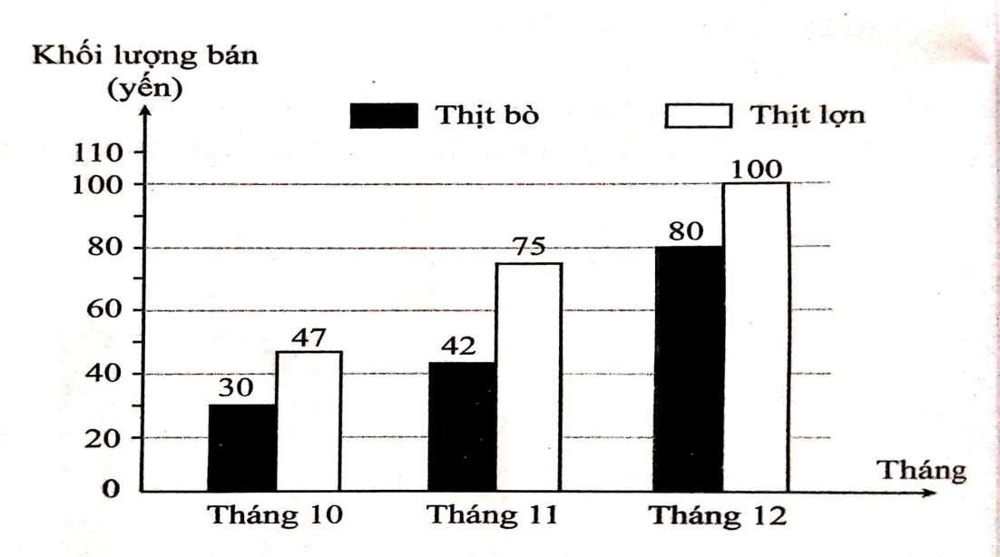 Khối lượng bán
(yến)
Thịt bò
Thịt lợn
110
100
80
60
40
20
0
30
47
42
75
80
100
Tháng
Tháng 10
Tháng 11
Tháng 12